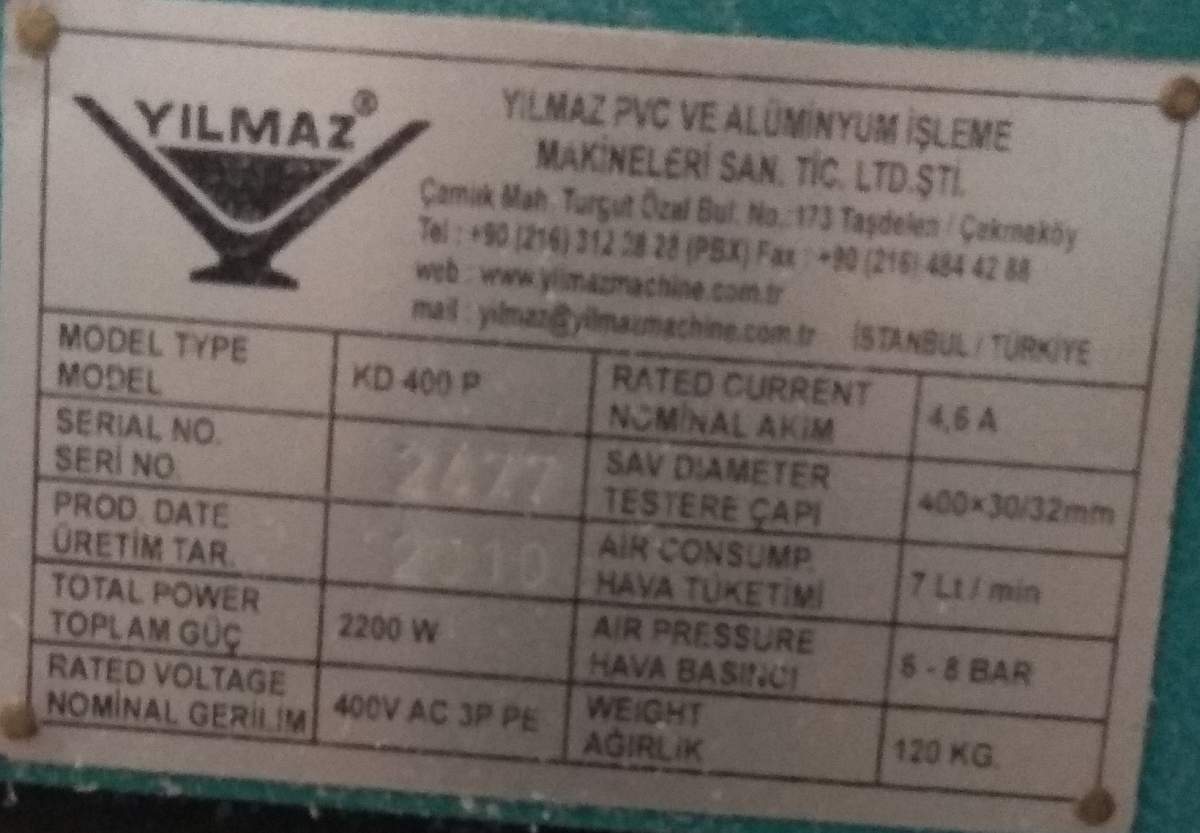 YILMAZ®
YILMAZ PVC VE ALÜMİNYUM İŞLEME
MAKİNELERİ SAN. TİC. LTD.ŞTİ.
Çamlık Mah. Turgut Özal Bul. No.:173 Taşdelen / Çekmeköy
Tel : +90 (216) 312 28 28 (PBX) Fax : +90 (216) 484 42 88
web : www.yilmazmachine.com.tr
mail : yilmaz@yilmazmachine.com.tr İSTANBUL / TÜRKİYE
MODEL TYPE
MODEL
KD 400 P
RATED CURRENT
NOMİNAL AKIM
4,6 A
SERIAL NO.
SERİ NO.
2477
SAV DIAMETER
TESTERE ÇAPI
400×30/32mm
PROD. DATE
ÜRETİM TAR.
2010
AIR CONSUMP.
HAVA TÜKETİMİ
7 Lt / min
TOTAL POWER
TOPLAM GÜÇ
2200 W
AIR PRESSURE
HAVA BASINCI
6 - 8 BAR
RATED VOLTAGE
NOMİNAL GERİLİM
400V AC 3P PE
WEIGHT
AĞIRLIK
120 KG.